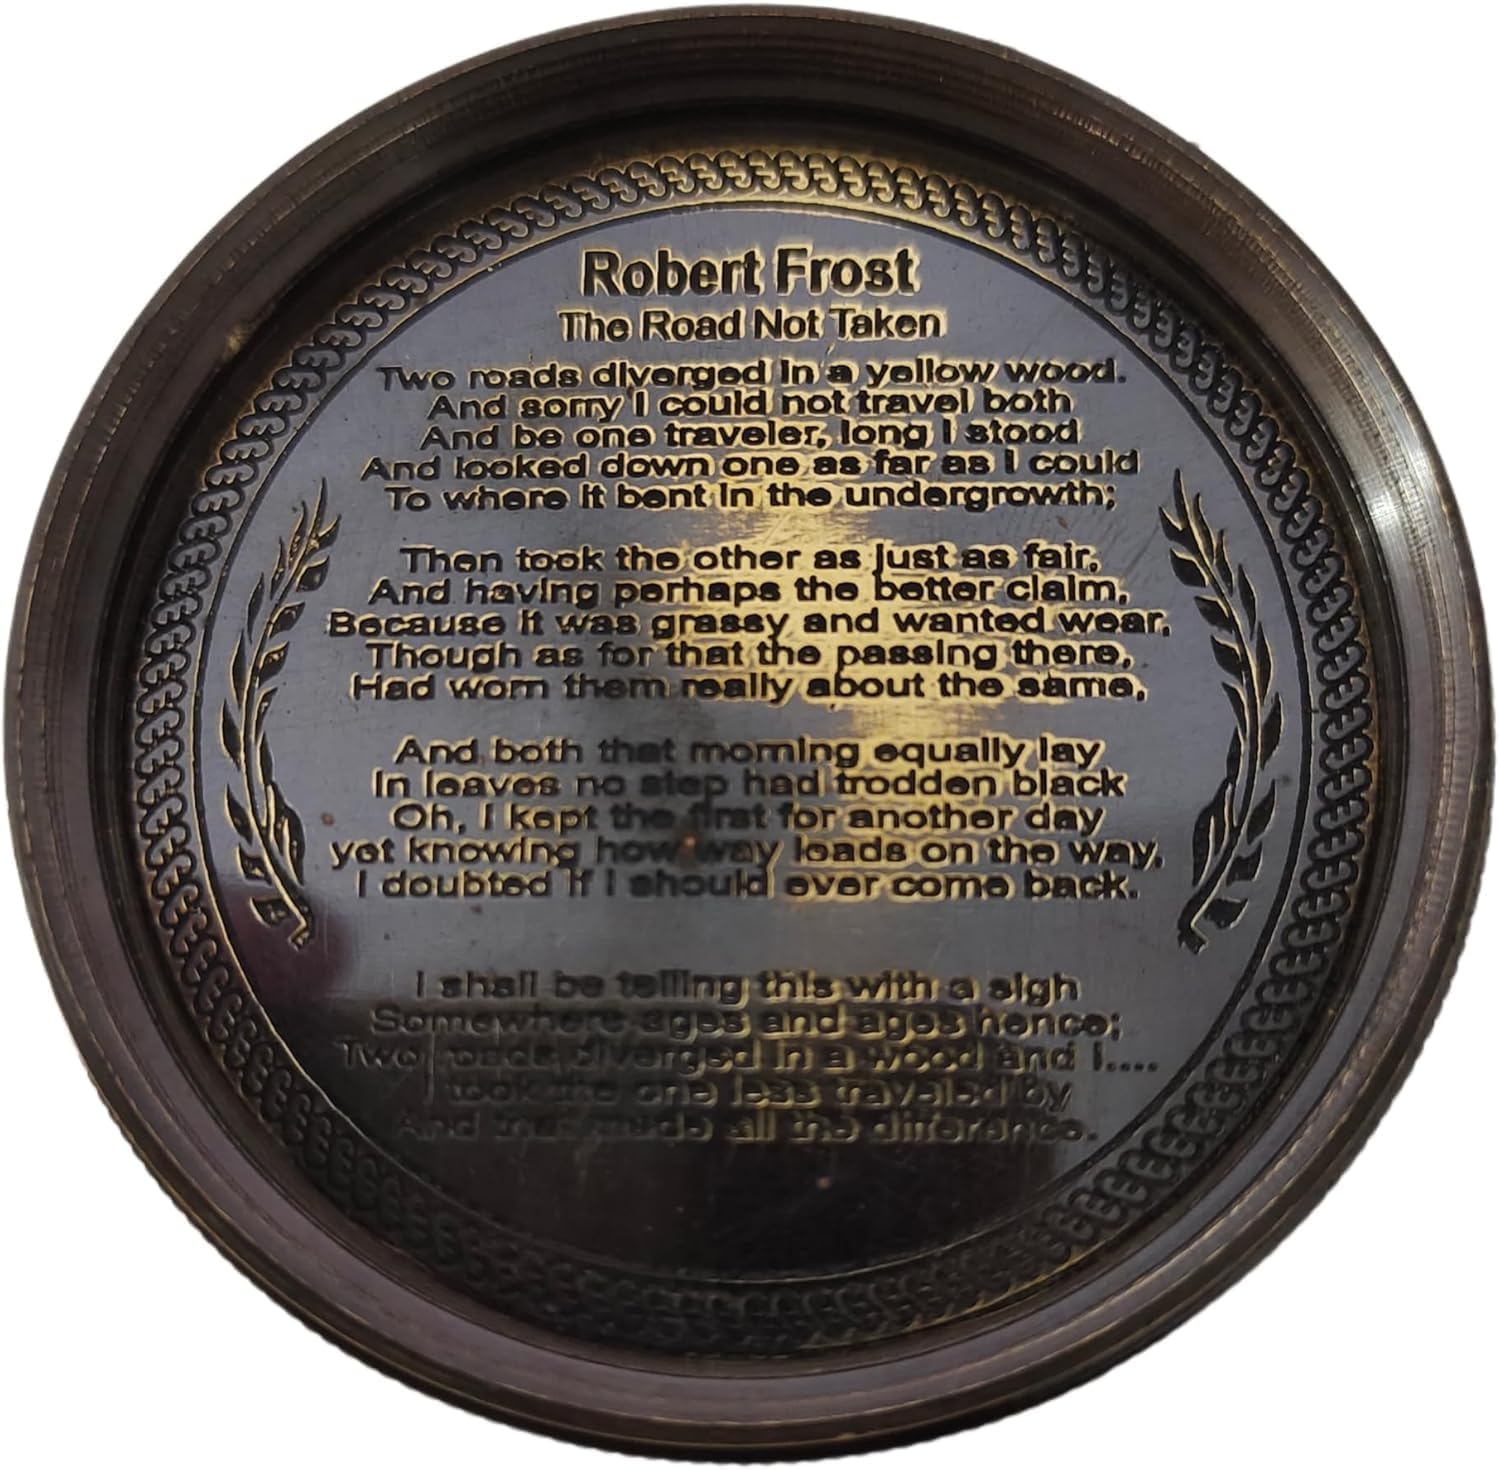 Robert Frost
The Road Not Taken
Two roads diverged in a yellow wood.
And sorry I could not travel both
And be one traveler, long I stood
And looked down one as far as I could
To where it bent in the undergrowth;
Then took the other as just as fair,
And having perhaps the better claim,
Because it was grassy and wanted wear,
Though as for that the passing there,
Had worn them really about the same,
And both that morning equally lay
In leaves no step had trodden black
Oh, I kept the first for another day
yet knowing how way leads on the way,
I doubted if I should ever come back.
I shall be telling this with a sigh
Somewhere ages and ages hence;
Two roads diverged in a wood and I....
I took the one less traveled by
And that made all the difference.